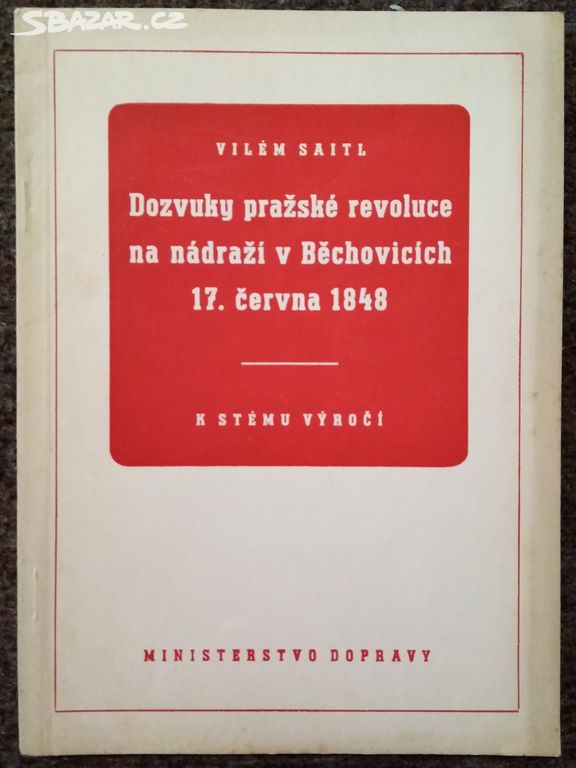 SBAZAR.CZ
VILÉM SAITL
Dozvuky pražské revoluce
na nádraží v Běchovicích
17. června 1848
K STÉMU VÝROČÍ
MINISTERSTVO DOPRAVY